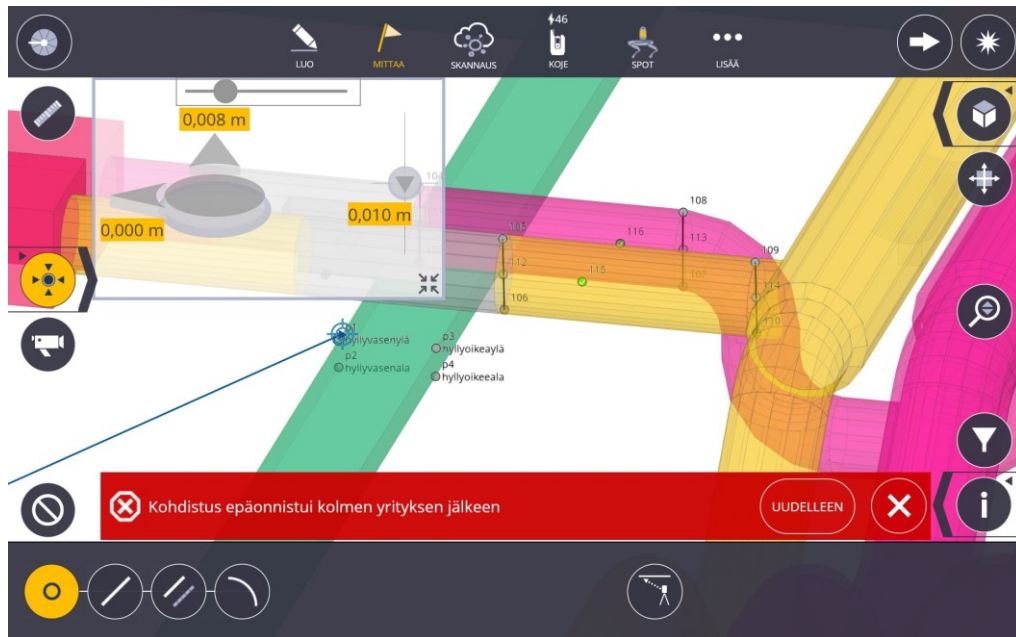 46
LUO
MITTAA
SKANNAUS
KOJE
SPOT
LISÄÄ
0,008 m
0,000 m
0,010 m
104
108
105
116
113
109
112
115
107
114
106
110
p1
hyllyvasenylä
p2
hyllyvasenala
p3
hyllyoikeaylä
p4
hyllyoikeeala
Kohdistus epäonnistui kolmen yrityksen jälkeen
UUDELLEEN